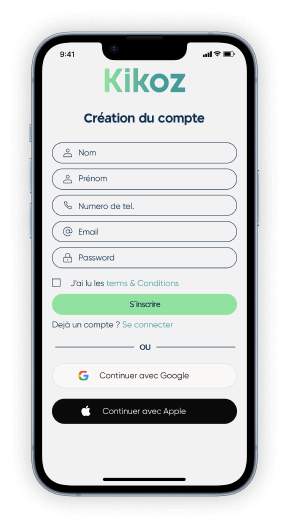 9:41
Kikoz
Création du compte
Nom
Prénom
Numero de tel.
Email
Password
J'ai lu les terms & Conditions
S'inscrire
Dejà un compte ? Se connecter
OU
Continuer avec Google
Continuer avec Apple